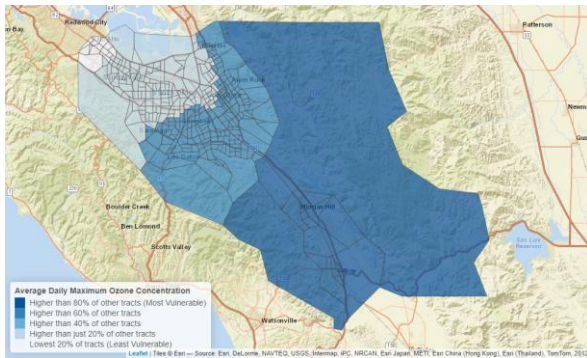 Redwood City
Patterson
Newm
Morgan Hill
San Luis
Reservoir
Boulder Creek
Ben Lomond
Scotts Valley
Watsonville
Average Daily Maximum Ozone Concentration
Higher than 80% of other tracts (Most Vulnerable)
Higher than 60% of other tracts
Higher than 40% of other tracts
Higher than just 20% of other tracts
Lowest 20% of tracts (Least Vulnerable)
Leaflet | Tiles © Esri — Source: Esri, DeLorme, NAVTEQ, USGS, Intermap, iPC, NRCAN, Esri Japan, METI, Esri China (Hong Kong), Esri (Thailand), TomTom, 201